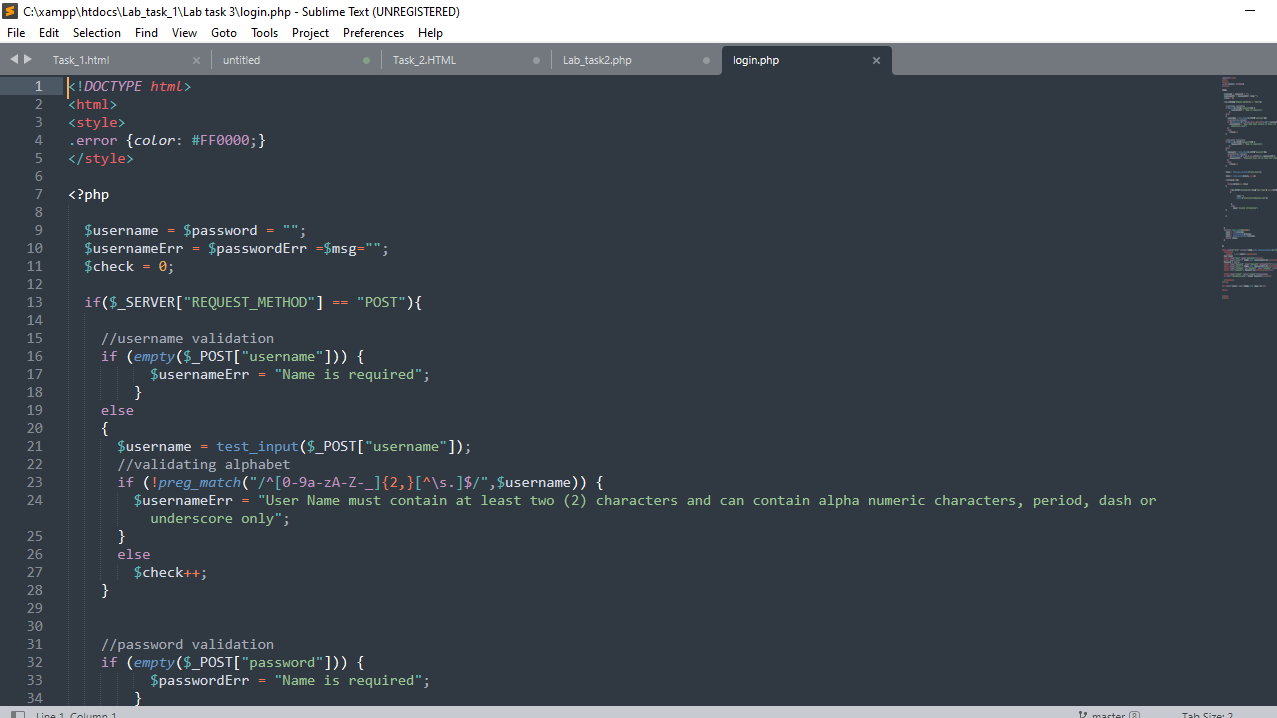 C:\xampp\htdocs\Lab_task_1\Lab task 3\login.php - Sublime Text (UNREGISTERED)
File Edit Selection Find View Goto Tools Project Preferences Help
Task_1.html untitled Task_2.HTML Lab_task2.php login.php
1 <!DOCTYPE html>
2 <html>
3 <style>
4 .error {color: #FF0000;}
5 </style>
6
7 <?php
8
9 $username = $password = "";
10 $usernameErr = $passwordErr =$msg="";
11 $check = 0;
12
13 if($_SERVER["REQUEST_METHOD"] == "POST"){
14
15 //username validation
16 if (empty($_POST["username"])) {
17 $usernameErr = "Name is required";
18 }
19 else
20 {
21 $username = test_input($_POST["username"]);
22 //validating alphabet
23 if (!preg_match("/^[0-9a-zA-Z-_]{2,}[^\s.]$/",$username)) {
24 $usernameErr = "User Name must contain at least two (2) characters and can contain alpha numeric characters, period, dash or
underscore only";
25 }
26 else
27 $check++;
28 }
29
30
31 //password validation
32 if (empty($_POST["password"])) {
33 $passwordErr = "Name is required";
34 }
Line 1, Column 1 master Tab Size: 2